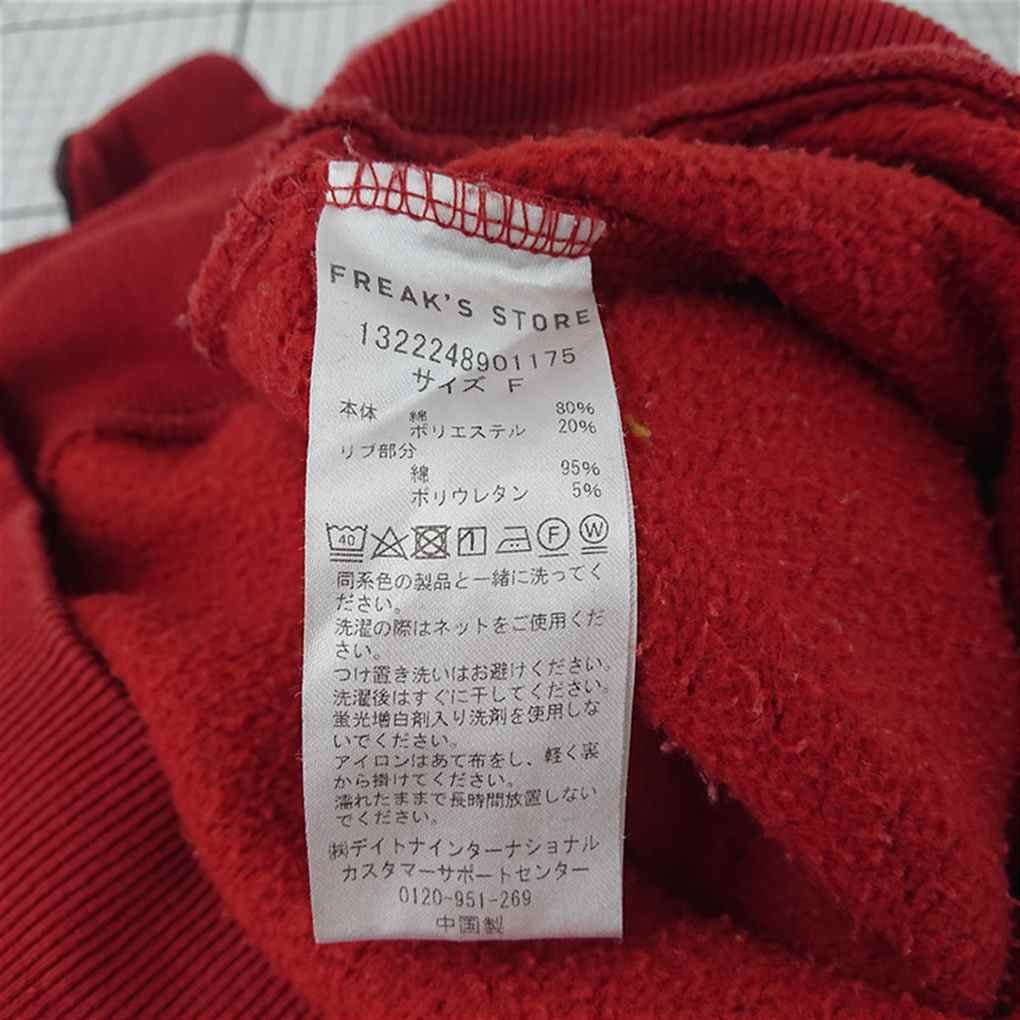 FREAK'S STORE
1322248901175
サイズ F
本体 綿 80%
ポリエステル 20%
リブ部分
綿 95%
ポリウレタン 5%
40 F W
同系色の製品と一緒に洗ってく
ださい。
洗濯の際はネットをご使用くだ
さい。
つけ置き洗いはお避けください。
洗濯後はすぐに干してください。
蛍光増白剤入り洗剤を使用しな
いでください。
アイロンはあて布をし、軽く裏
から掛けてください。
濡れたままで長時間放置しない
でください。
㈱デイトナインターナショナル
カスタマーサポートセンター
0120-951-269
中国製